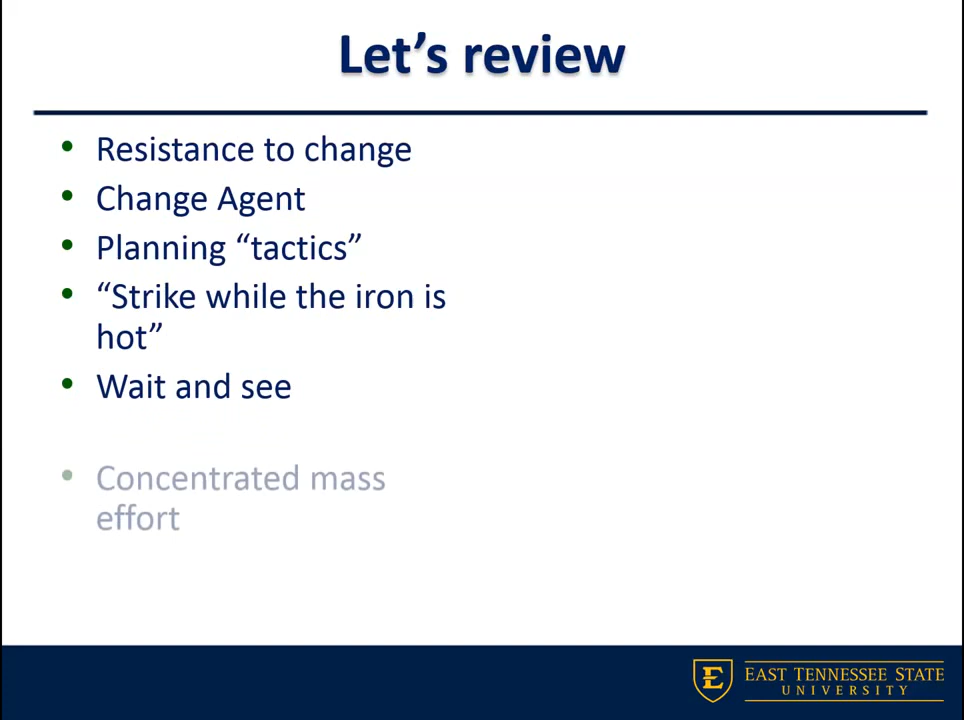 Let’s review
• Resistance to change
• Change Agent
• Planning “tactics”
• “Strike while the iron is
hot”
• Wait and see
• Concentrated mass
effort
E EAST TENNESSEE STATE
UNIVERSITY